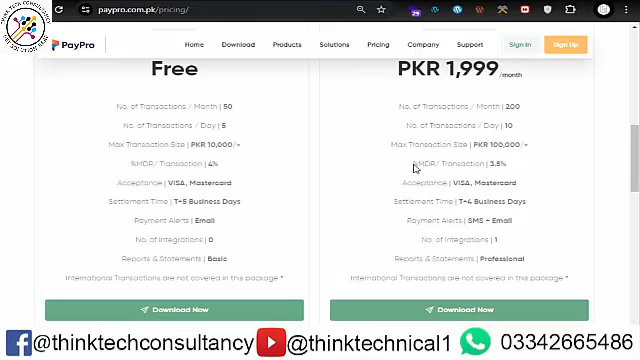 THINK TECH CONSULTANCY
paypro.com.pk/pricing/
PayPro
Home Download Products Solutions Pricing Company Support Sign In Sign Up
Free
No. of Transactions / Month | 50
No. of Transactions / Day | 5
Max Transaction Size | PKR 10,000/-
%MDR/ Transaction | 4%
Acceptance | VISA, Mastercard
Settlement Time | T+5 Business Days
Payment Alerts | Email
No. of Integrations | 0
Reports & Statements | Basic
International Transactions are not covered in this package *
Download Now
PKR 1,999 /month
No. of Transactions / Month | 200
No. of Transactions / Day | 10
Max Transaction Size | PKR 100,000/-
%MDR/ Transaction | 3.5%
Acceptance | VISA, Mastercard
Settlement Time | T+4 Business Days
Payment Alerts | SMS + Email
No. of Integrations | 1
Reports & Statements | Professional
International Transactions are not covered in this package *
Download Now
@thinktechconsultancy @thinktechnical1 03342665486